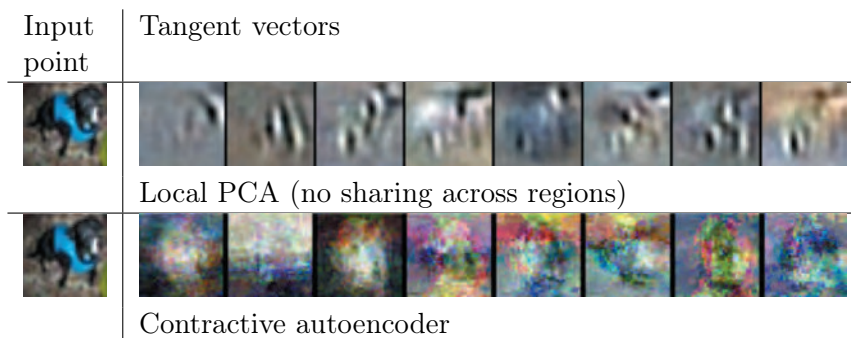 Input
point
Tangent vectors
Local PCA (no sharing across regions)
Contractive autoencoder